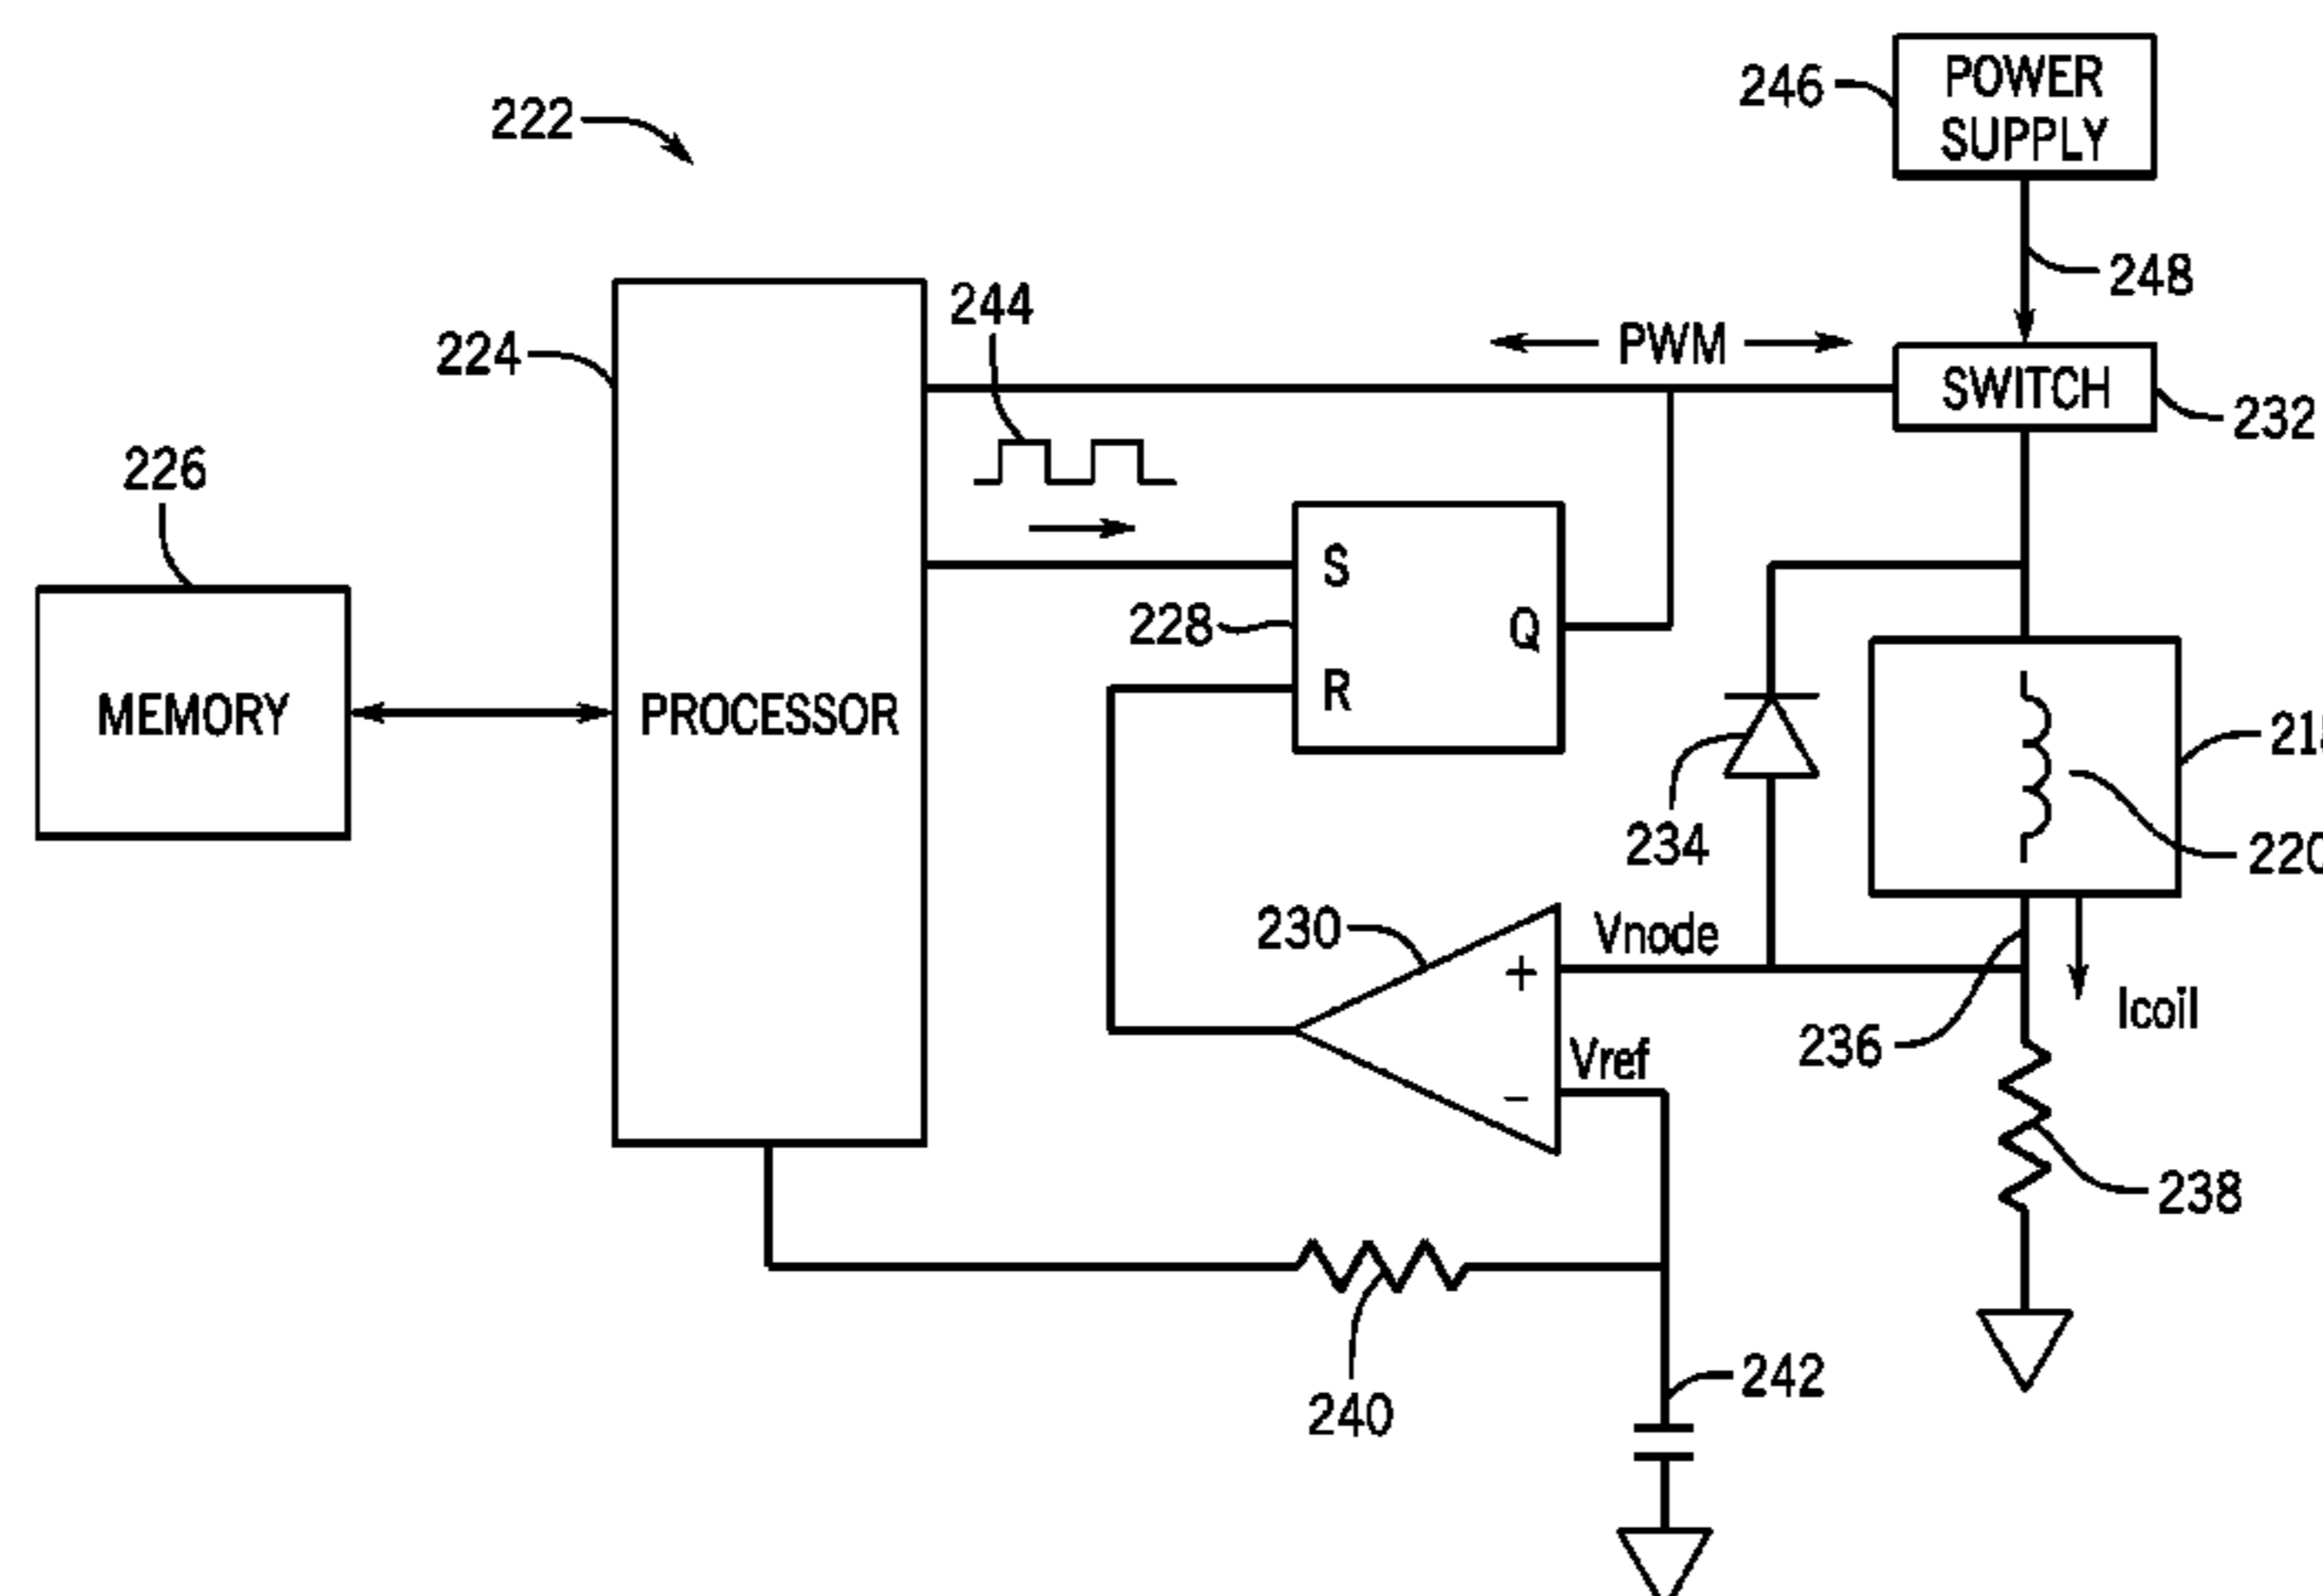 246
POWER
SUPPLY
222
248
244
PWM
224
SWITCH
232
226
S
228
Q
R
MEMORY
PROCESSOR
234
220
230
Vnode
+
Icoil
236
Vref
-
238
240
242